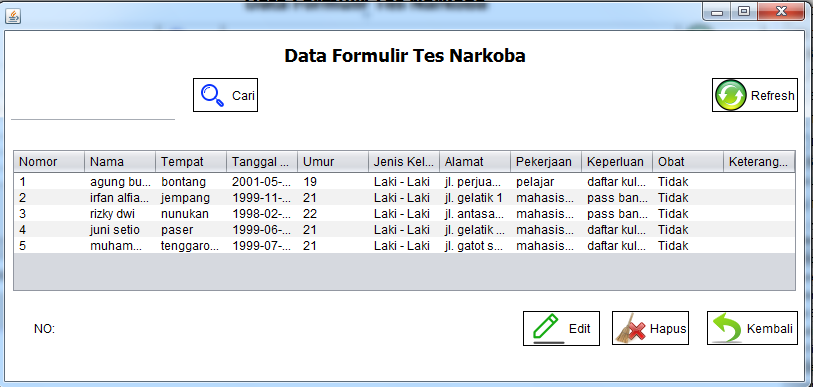 Data Formulir Tes Narkoba
Cari Refresh
Nomor Nama Tempat Tanggal ... Umur Jenis Kel... Alamat Pekerjaan Keperluan Obat Keterang...
1 agung bu... bontang 2001-05-... 19 Laki - Laki jl. perjua... pelajar daftar kul... Tidak
2 irfan alfia... jempang 1999-11-... 21 Laki - Laki jl. gelatik 1 mahasis... pass ban... Tidak
3 rizky dwi nunukan 1998-02-... 22 Laki - Laki jl. antasa... mahasis... pass ban... Tidak
4 juni setio paser 1999-06-... 21 Laki - Laki jl. gelatik ... mahasis... daftar kul... Tidak
5 muham... tenggaro... 1999-07-... 21 Laki - Laki jl. gatot s... mahasis... daftar kul... Tidak
NO: Edit Hapus Kembali